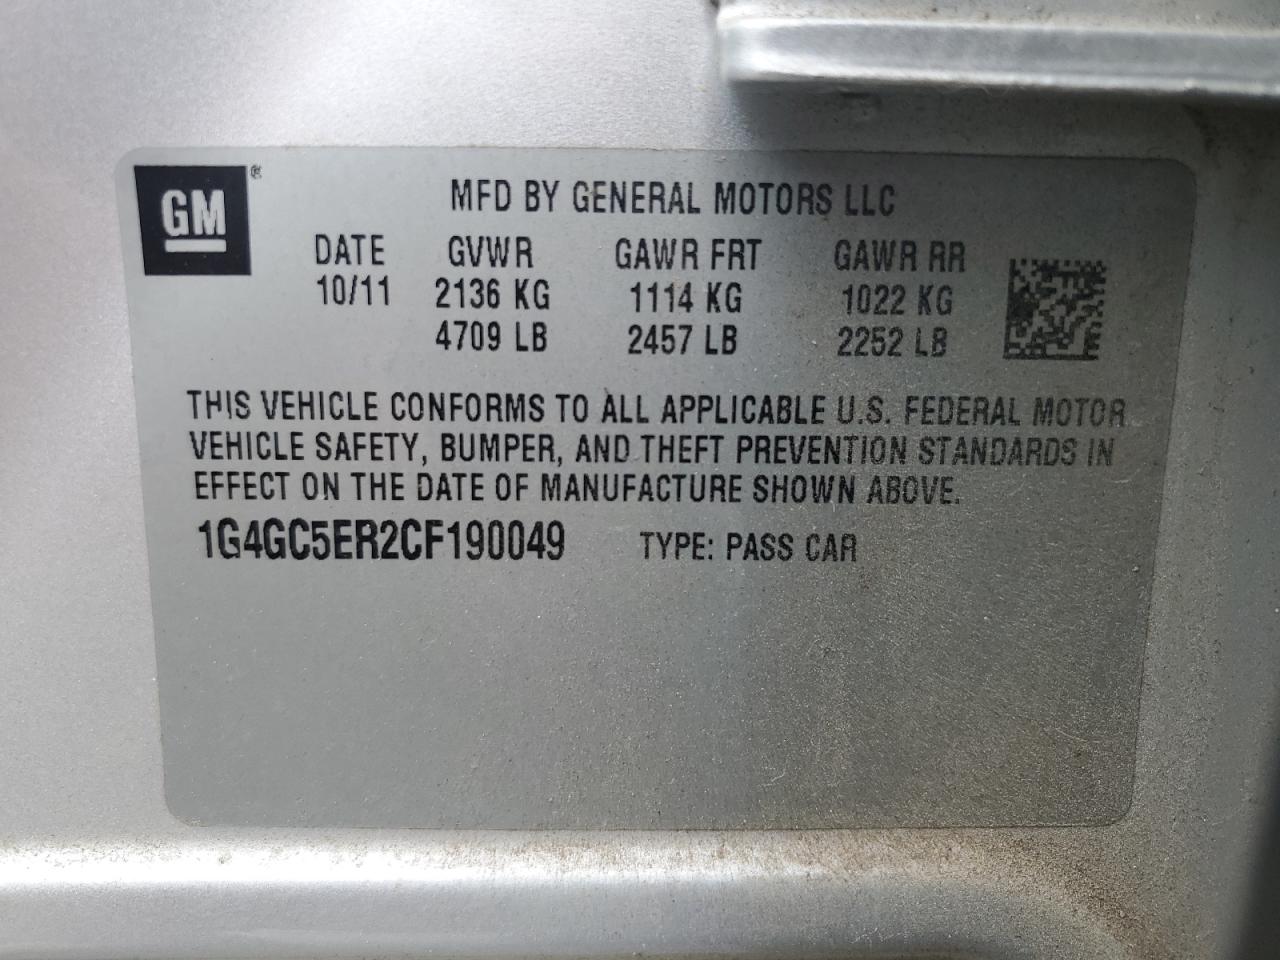 GM®
MFD BY GENERAL MOTORS LLC
DATE GVWR GAWR FRT GAWR RR
10/11 2136 KG 1114 KG 1022 KG
4709 LB 2457 LB 2252 LB
THIS VEHICLE CONFORMS TO ALL APPLICABLE U.S. FEDERAL MOTOR
VEHICLE SAFETY, BUMPER, AND THEFT PREVENTION STANDARDS IN
EFFECT ON THE DATE OF MANUFACTURE SHOWN ABOVE.
1G4GC5ER2CF190049 TYPE: PASS CAR